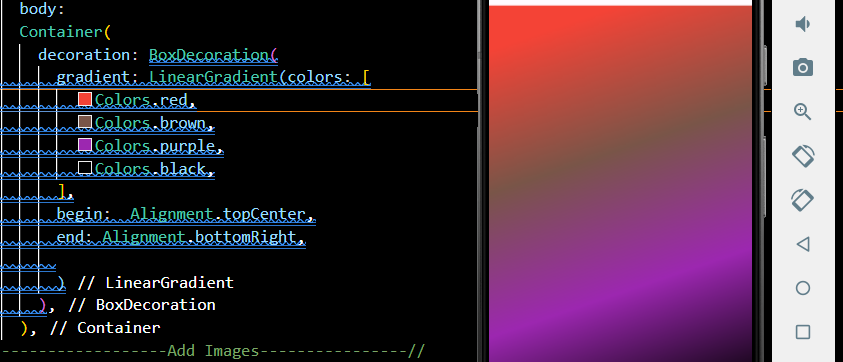 body:
Container(
decoration: BoxDecoration(
gradient: LinearGradient(colors: [
Colors.red,
Colors.brown,
Colors.purple,
Colors.black,
],
begin:  Alignment.topCenter,
end: Alignment.bottomRight,
) // LinearGradient
), // BoxDecoration
), // Container
------------------Add Images----------------//